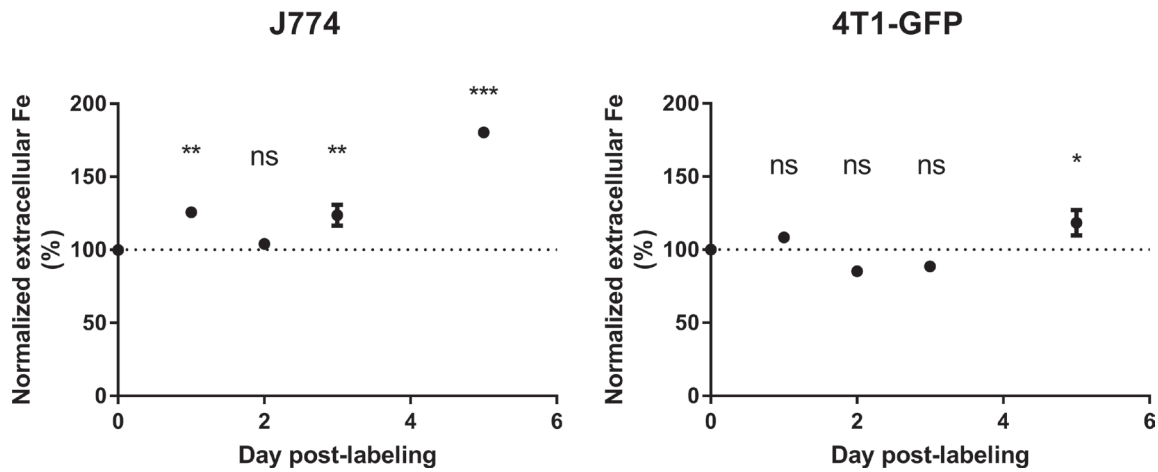 J774
Normalized extracellular Fe
(%)
200
150
100
50
0
**
ns
**
***
0 2 4 6
Day post-labeling
4T1-GFP
Normalized extracellular Fe
(%)
200
150
100
50
0
ns
ns
ns
*
0 2 4 6
Day post-labeling